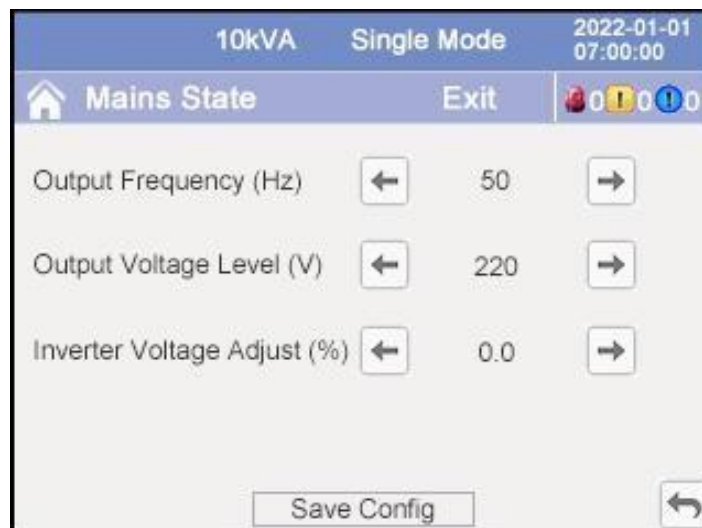 10kVA Single Mode 2022-01-01
07:00:00
Mains State Exit 0 ! 0 ! 0
Output Frequency (Hz) 50
Output Voltage Level (V) 220
Inverter Voltage Adjust (%) 0.0
Save Config